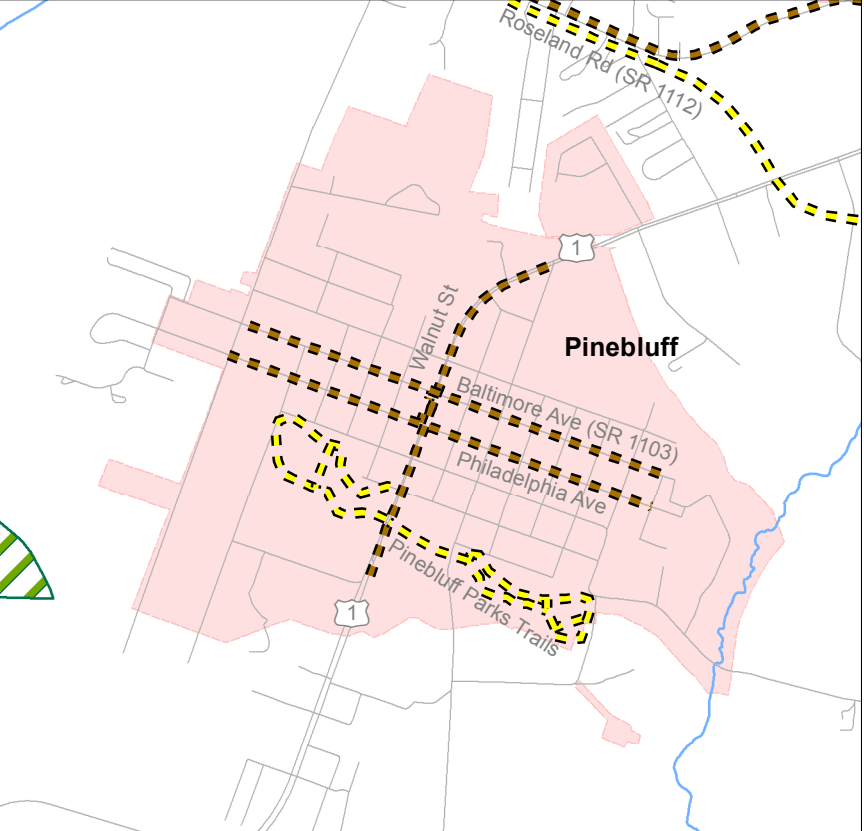 Roseland Rd (SR 1112)
1
Walnut St
Pinebluff
Baltimore Ave (SR 1103)
Philadelphia Ave
Pinebluff Parks Trails
1